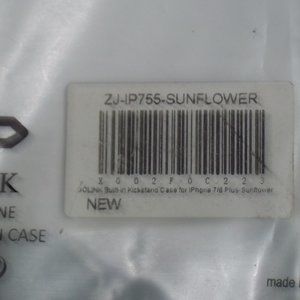 ZJ-IP755-SUNFLOWER
X002F0C223
Built-in Kickstand Case for iPhone 7/8 Plus-Sunflower
NEW
K
NE
N CASE
made